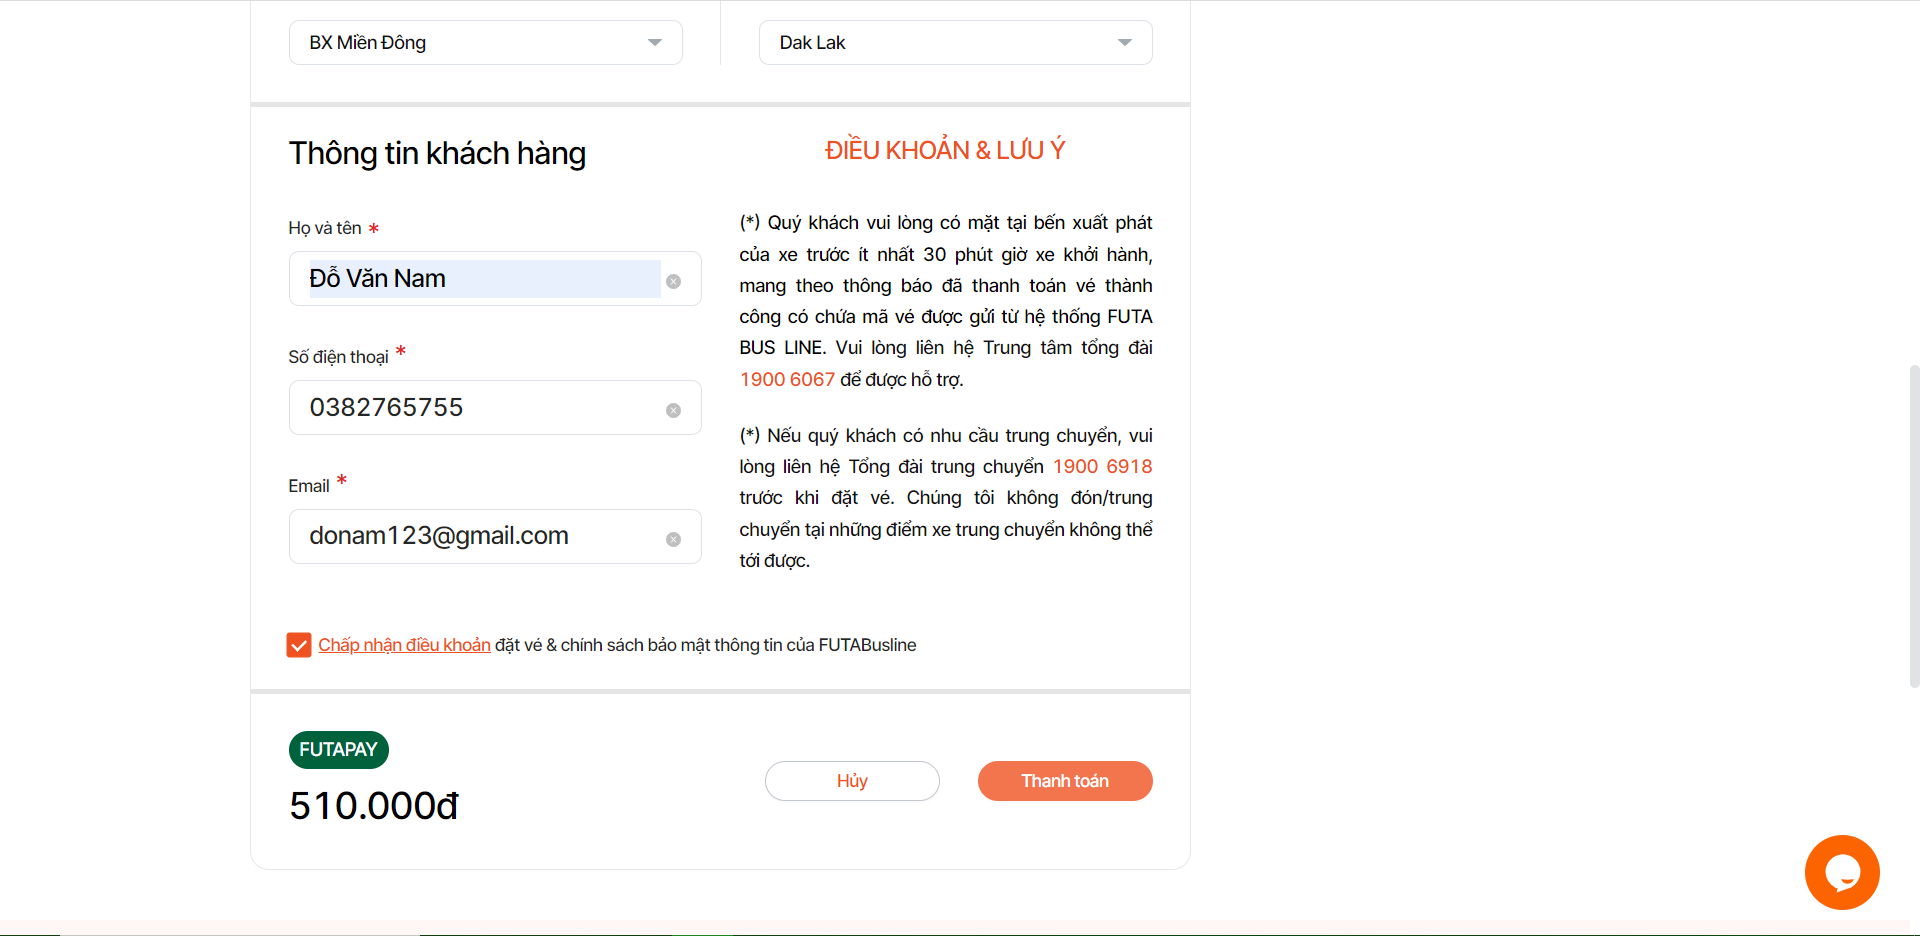 BX Miền Đông
Dak Lak
Thông tin khách hàng
Họ và tên *
Đỗ Văn Nam
Số điện thoại *
0382765755
Email *
donam123@gmail.com
ĐIỀU KHOẢN & LƯU Ý
(*) Quý khách vui lòng có mặt tại bến xuất phát
của xe trước ít nhất 30 phút giờ xe khởi hành,
mang theo thông báo đã thanh toán vé thành
công có chứa mã vé được gửi từ hệ thống FUTA
BUS LINE. Vui lòng liên hệ Trung tâm tổng đài
1900 6067 để được hỗ trợ.
(*) Nếu quý khách có nhu cầu trung chuyển, vui
lòng liên hệ Tổng đài trung chuyển 1900 6918
trước khi đặt vé. Chúng tôi không đón/trung
chuyển tại những điểm xe trung chuyển không thể
tới được.
Chấp nhận điều khoản đặt vé & chính sách bảo mật thông tin của FUTABusline
FUTAPAY
510.000đ
Hủy
Thanh toán